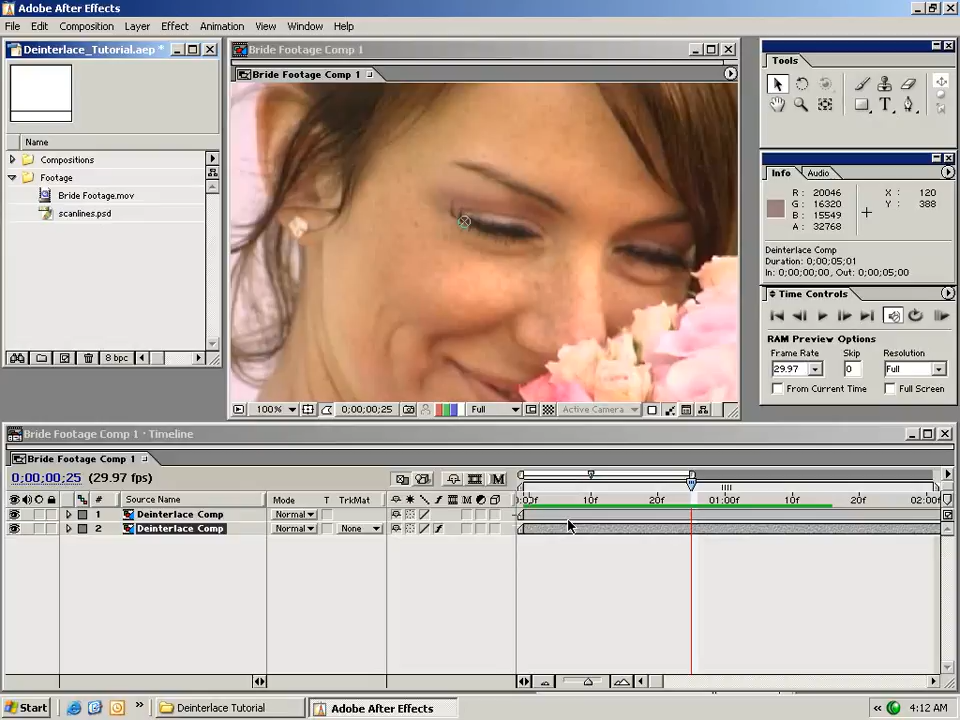 Adobe After Effects
File Edit Composition Layer Effect Animation View Window Help
Deinterlace_Tutorial.aep *
Name
Compositions
Footage
Bride Footage.mov
scanlines.psd
8 bpc
Bride Footage Comp 1
Bride Footage Comp 1
100% 0;00;00;25 Full Active Camera
Tools
T
Info Audio
R : 20046 X : 120
G : 16320 Y : 388
B : 15549
A : 32768
Deinterlace Comp
Duration: 0;00;05;01
In: 0;00;00;00, Out: 0;00;05;00
Time Controls
RAM Preview Options
Frame Rate Skip Resolution
29.97 0 Full
From Current Time Full Screen
Bride Footage Comp 1 · Timeline
Bride Footage Comp 1
0;00;00;25 (29.97 fps)
# Source Name Mode T TrkMat
10f 20f 01:00f 10f 20f 02:00f
1 Deinterlace Comp Normal
2 Deinterlace Comp Normal None
Start Deinterlace Tutorial Adobe After Effects 4:12 AM